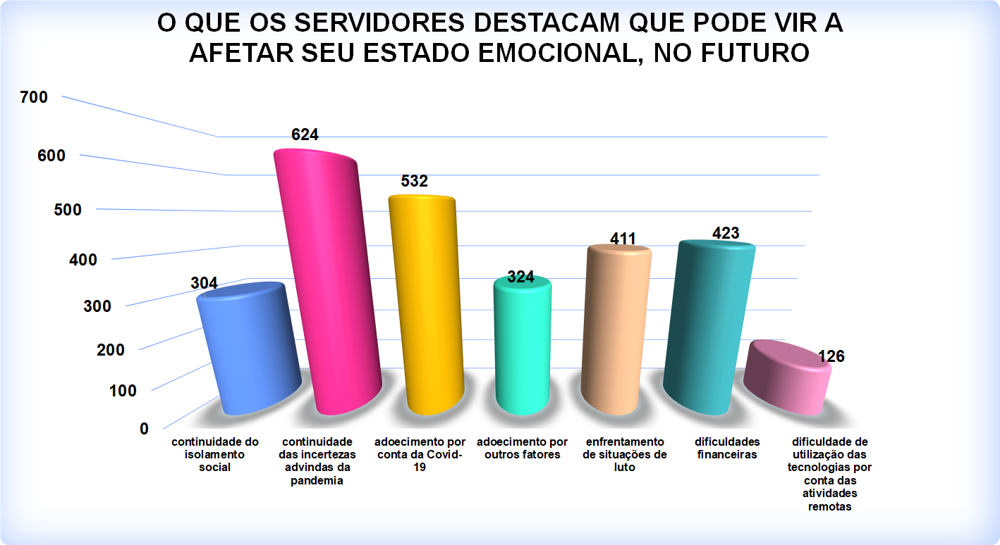 O QUE OS SERVIDORES DESTACAM QUE PODE VIR A
AFETAR SEU ESTADO EMOCIONAL, NO FUTURO
700
600
500
400
300
200
100
0
304
624
532
324
411
423
126
continuidade do
isolamento
social
continuidade
das incertezas
advindas da
pandemia
adoecimento por
conta da Covid-
19
adoecimento por
outros fatores
enfrentamento
de situações de
luto
dificuldades
financeiras
dificuldade de
utilização das
tecnologias por
conta das
atividades
remotas